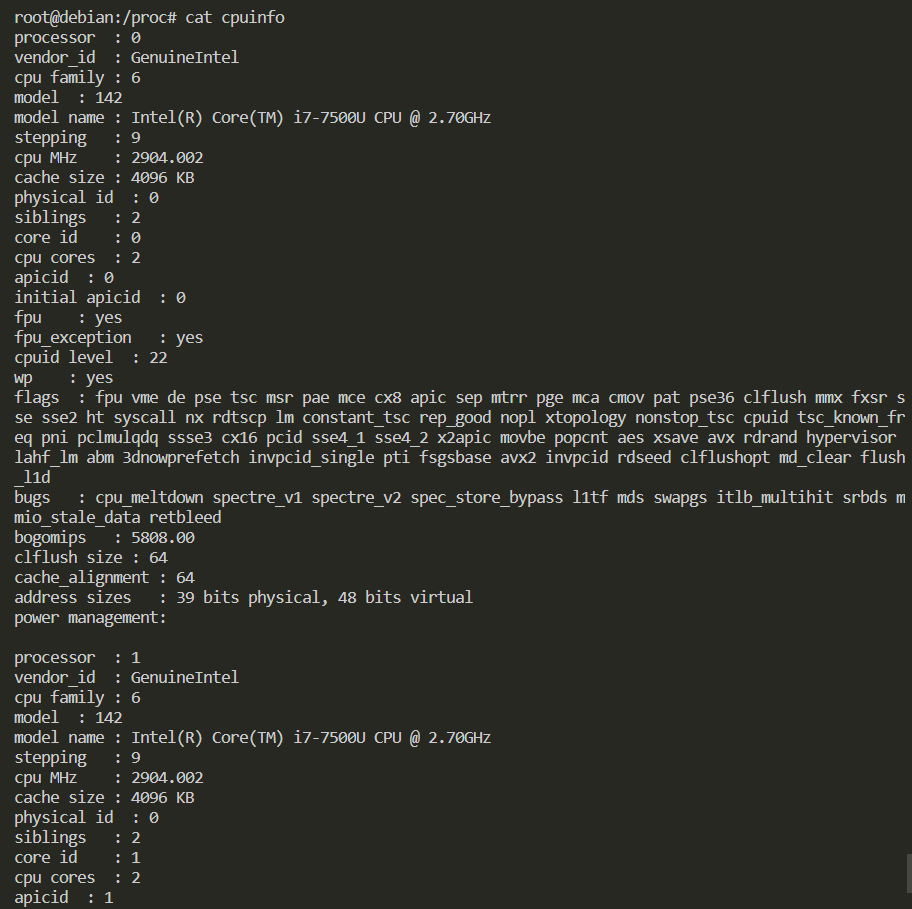 root@debian:/proc# cat cpuinfo
processor  : 0
vendor_id  : GenuineIntel
cpu family : 6
model  : 142
model name : Intel(R) Core(TM) i7-7500U CPU @ 2.70GHz
stepping   : 9
cpu MHz    : 2904.002
cache size : 4096 KB
physical id  : 0
siblings   : 2
core id    : 0
cpu cores  : 2
apicid  : 0
initial apicid  : 0
fpu    : yes
fpu_exception   : yes
cpuid level  : 22
wp    : yes
flags  : fpu vme de pse tsc msr pae mce cx8 apic sep mtrr pge mca cmov pat pse36 clflush mmx fxsr s
se sse2 ht syscall nx rdtscp lm constant_tsc rep_good nopl xtopology nonstop_tsc cpuid tsc_known_fr
eq pni pclmulqdq ssse3 cx16 pcid sse4_1 sse4_2 x2apic movbe popcnt aes xsave avx rdrand hypervisor
lahf_lm abm 3dnowprefetch invpcid_single pti fsgsbase avx2 invpcid rdseed clflushopt md_clear flush
_l1d
bugs   : cpu_meltdown spectre_v1 spectre_v2 spec_store_bypass l1tf mds swapgs itlb_multihit srbds m
mio_stale_data retbleed
bogomips   : 5808.00
clflush size : 64
cache_alignment : 64
address sizes   : 39 bits physical, 48 bits virtual
power management:

processor  : 1
vendor_id  : GenuineIntel
cpu family : 6
model  : 142
model name : Intel(R) Core(TM) i7-7500U CPU @ 2.70GHz
stepping   : 9
cpu MHz    : 2904.002
cache size : 4096 KB
physical id  : 0
siblings   : 2
core id    : 1
cpu cores  : 2
apicid  : 1